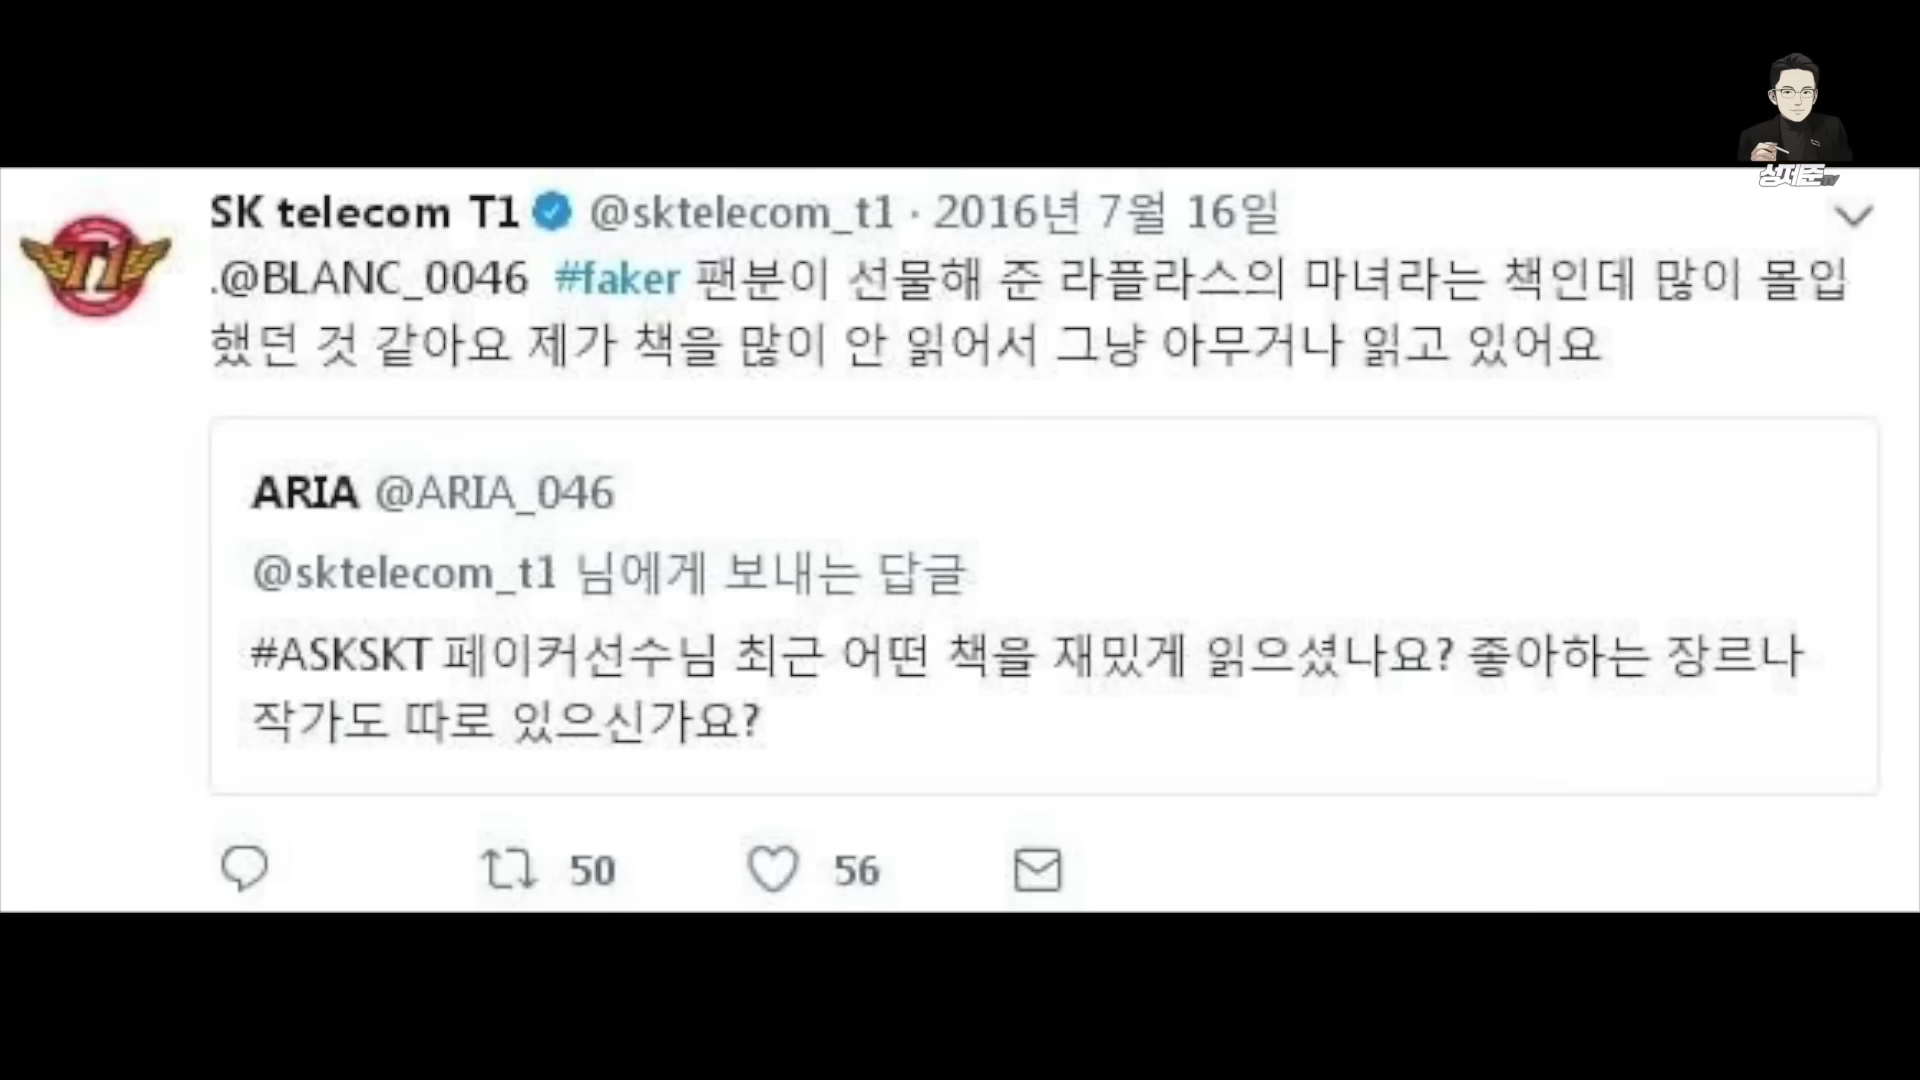 성제준TV
SK telecom T1 @sktelecom_t1 · 2016년 7월 16일
T1
.@BLANC_0046 #faker 팬분이 선물해 준 라플라스의 마녀라는 책인데 많이 몰입
했던 것 같아요 제가 책을 많이 안 읽어서 그냥 아무거나 읽고 있어요
ARIA @ARIA_046
@sktelecom_t1 님에게 보내는 답글
#ASKSKT 페이커선수님 최근 어떤 책을 재밌게 읽으셨나요? 좋아하는 장르나
작가도 따로 있으신가요?
50 56